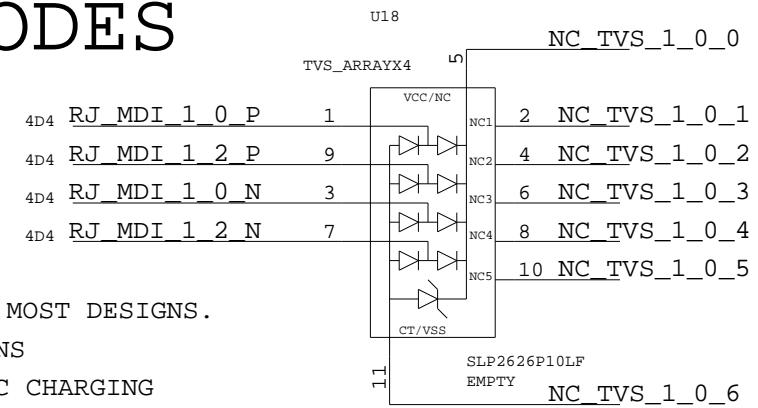 ODES
U18
TVS_ARRAYX4
5 NC_TVS_1_0_0
VCC/NC
4D4 RJ_MDI_1_0_P 1 NC1 2 NC_TVS_1_0_1
4D4 RJ_MDI_1_2_P 9 NC2 4 NC_TVS_1_0_2
4D4 RJ_MDI_1_0_N 3 NC3 6 NC_TVS_1_0_3
4D4 RJ_MDI_1_2_N 7 NC4 8 NC_TVS_1_0_4
NC5 10 NC_TVS_1_0_5
MOST DESIGNS.
CT/VSS
NS
SLP2626P10LF
C CHARGING
11 EMPTY
NC_TVS_1_0_6